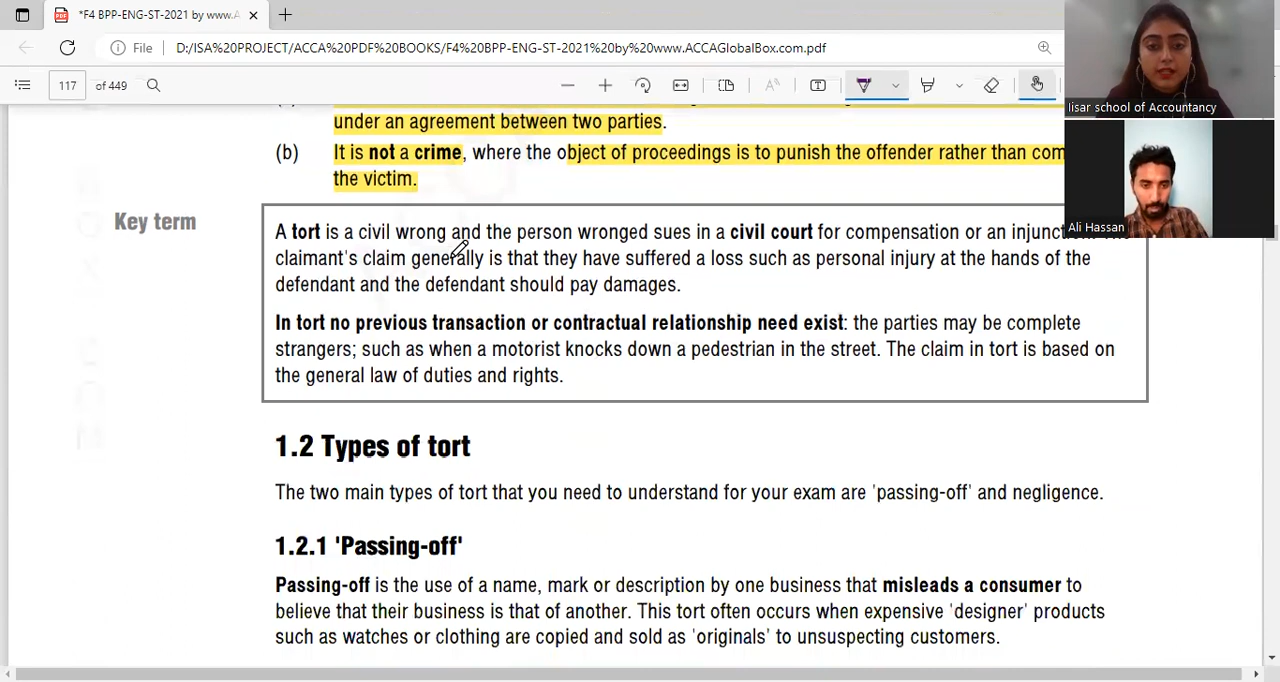 *F4 BPP-ENG-ST-2021 by www.A
File
D:/ISA%20PROJECT/ACCA%20PDF%20BOOKS/F4%20BPP-ENG-ST-2021%20by%20www.ACCAGlobalBox.com.pdf
117 of 449
Iisar school of Accountancy
Ali Hassan
under an agreement between two parties.
(b) It is not a crime, where the object of proceedings is to punish the offender rather than com
the victim.
Key term
A tort is a civil wrong and the person wronged sues in a civil court for compensation or an injunct
claimant's claim generally is that they have suffered a loss such as personal injury at the hands of the
defendant and the defendant should pay damages.
In tort no previous transaction or contractual relationship need exist: the parties may be complete
strangers; such as when a motorist knocks down a pedestrian in the street. The claim in tort is based on
the general law of duties and rights.
1.2 Types of tort
The two main types of tort that you need to understand for your exam are 'passing-off' and negligence.
1.2.1 'Passing-off'
Passing-off is the use of a name, mark or description by one business that misleads a consumer to
believe that their business is that of another. This tort often occurs when expensive 'designer' products
such as watches or clothing are copied and sold as 'originals' to unsuspecting customers.